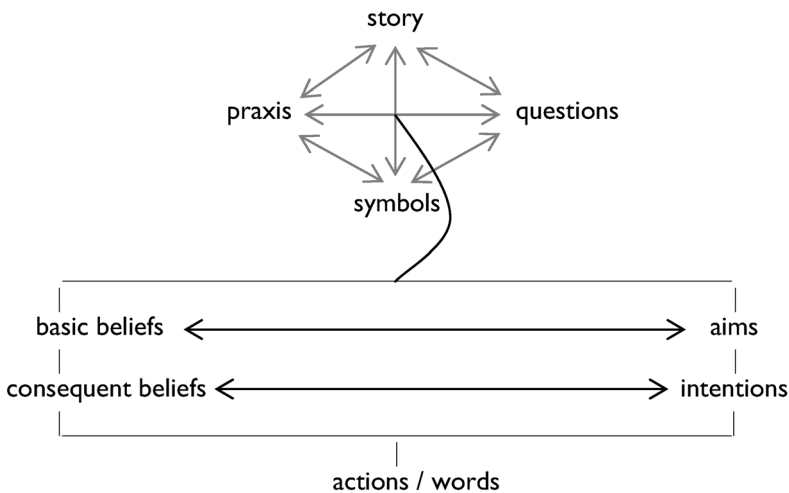 story
praxis questions
symbols
basic beliefs aims
consequent beliefs intentions
actions / words